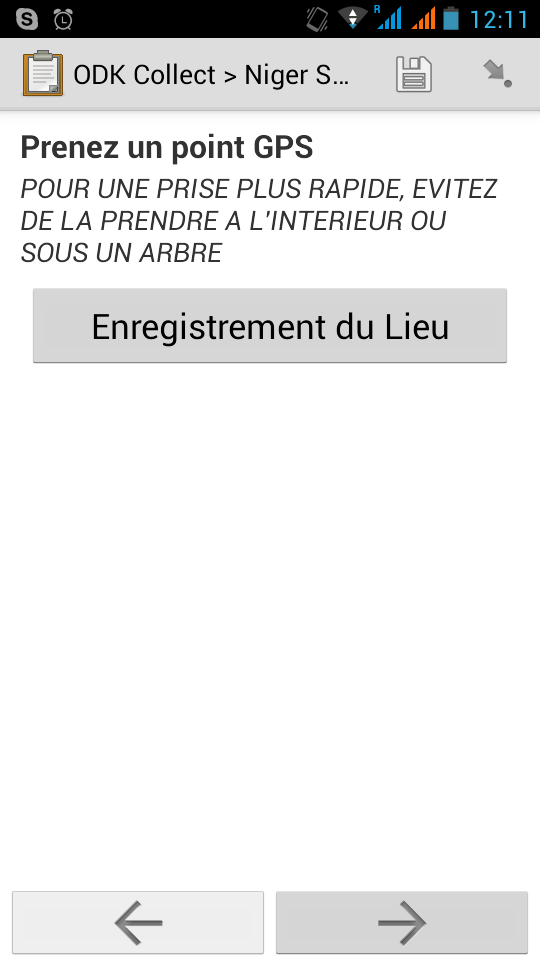 R
12:11
ODK Collect > Niger S...
Prenez un point GPS
POUR UNE PRISE PLUS RAPIDE, EVITEZ
DE LA PRENDRE A L'INTERIEUR OU
SOUS UN ARBRE
Enregistrement du Lieu